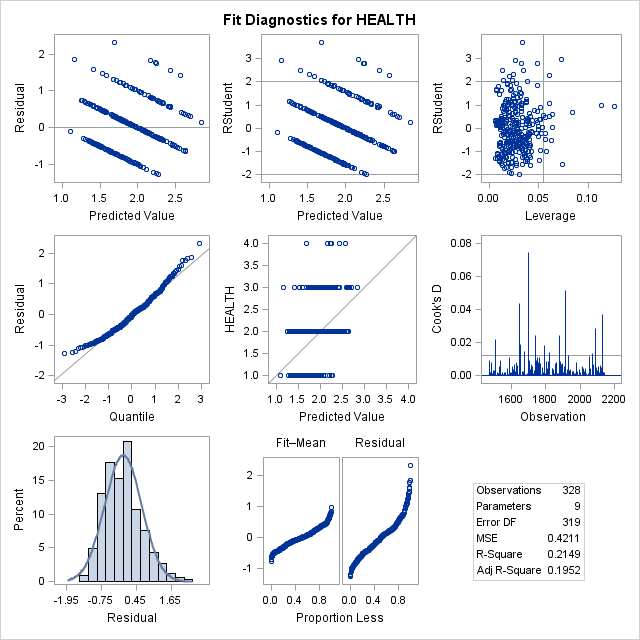 Fit Diagnostics for HEALTH
2
1
0
-1
Residual
1.0 1.5 2.0 2.5
Predicted Value
3
2
1
0
-1
-2
RStudent
1.0 1.5 2.0 2.5
Predicted Value
3
2
1
0
-1
-2
RStudent
0.00 0.05 0.10
Leverage
2
1
0
-1
-2
Residual
-3 -2 -1 0 1 2 3
Quantile
4.0
3.5
3.0
2.5
2.0
1.5
1.0
HEALTH
1.0 1.5 2.0 2.5 3.0 3.5 4.0
Predicted Value
0.08
0.06
0.04
0.02
0.00
Cook's D
1600 1800 2000 2200
Observation
20
15
10
5
0
Percent
-1.95 -0.75 0.45 1.65
Residual
Fit–Mean Residual
2
1
0
-1
0.0 0.4 0.8 0.0 0.4 0.8
Proportion Less
Observations 328
Parameters 9
Error DF 319
MSE 0.4211
R-Square 0.2149
Adj R-Square 0.1952